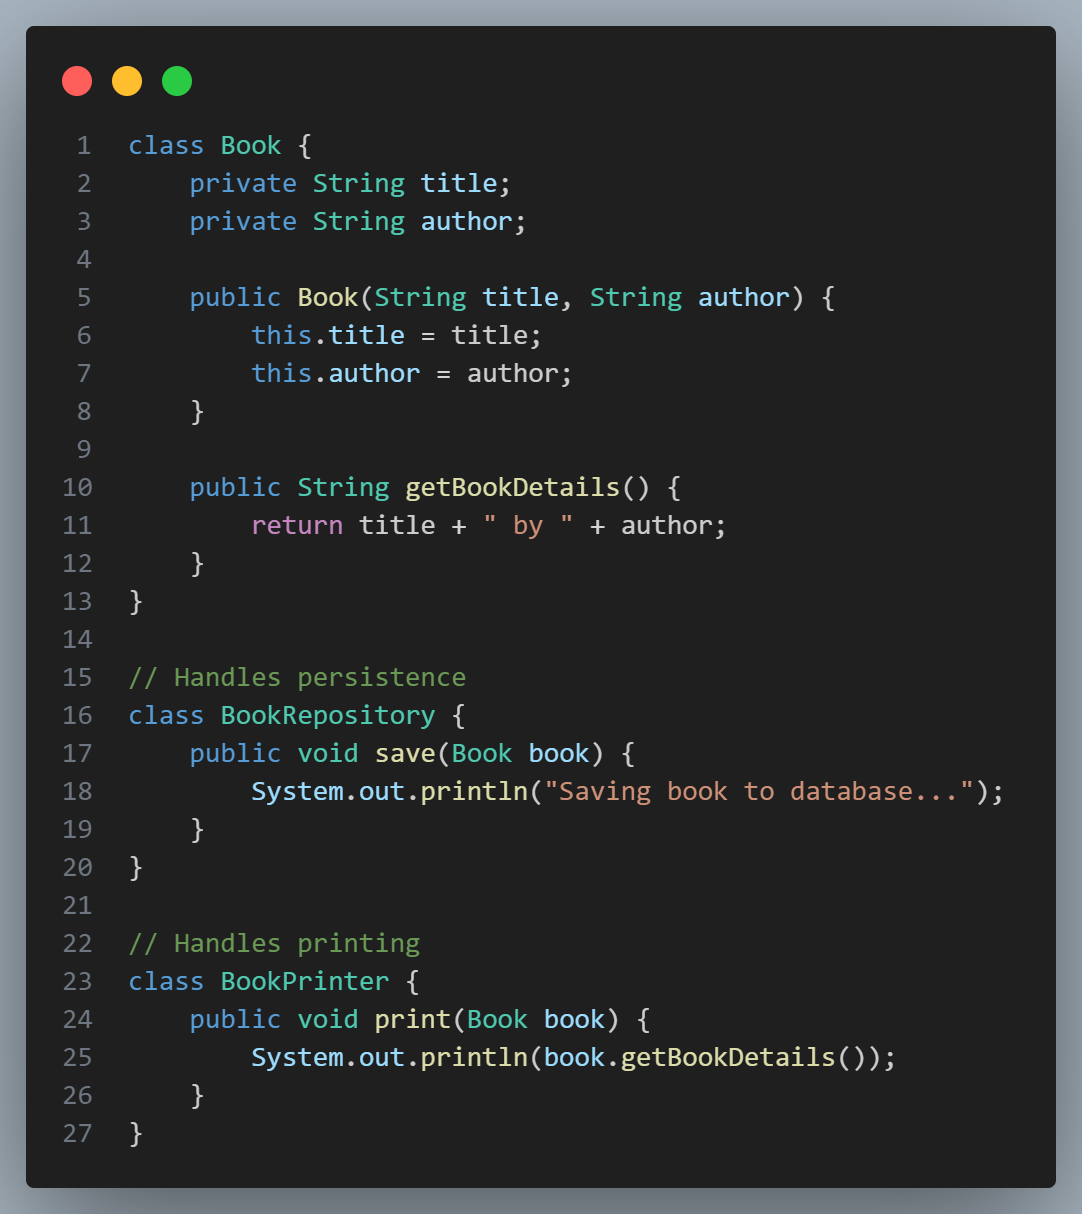 1 class Book {
2     private String title;
3     private String author;
4
5     public Book(String title, String author) {
6         this.title = title;
7         this.author = author;
8     }
9
10     public String getBookDetails() {
11         return title + " by " + author;
12     }
13 }
14
15 // Handles persistence
16 class BookRepository {
17     public void save(Book book) {
18         System.out.println("Saving book to database...");
19     }
20 }
21
22 // Handles printing
23 class BookPrinter {
24     public void print(Book book) {
25         System.out.println(book.getBookDetails());
26     }
27 }